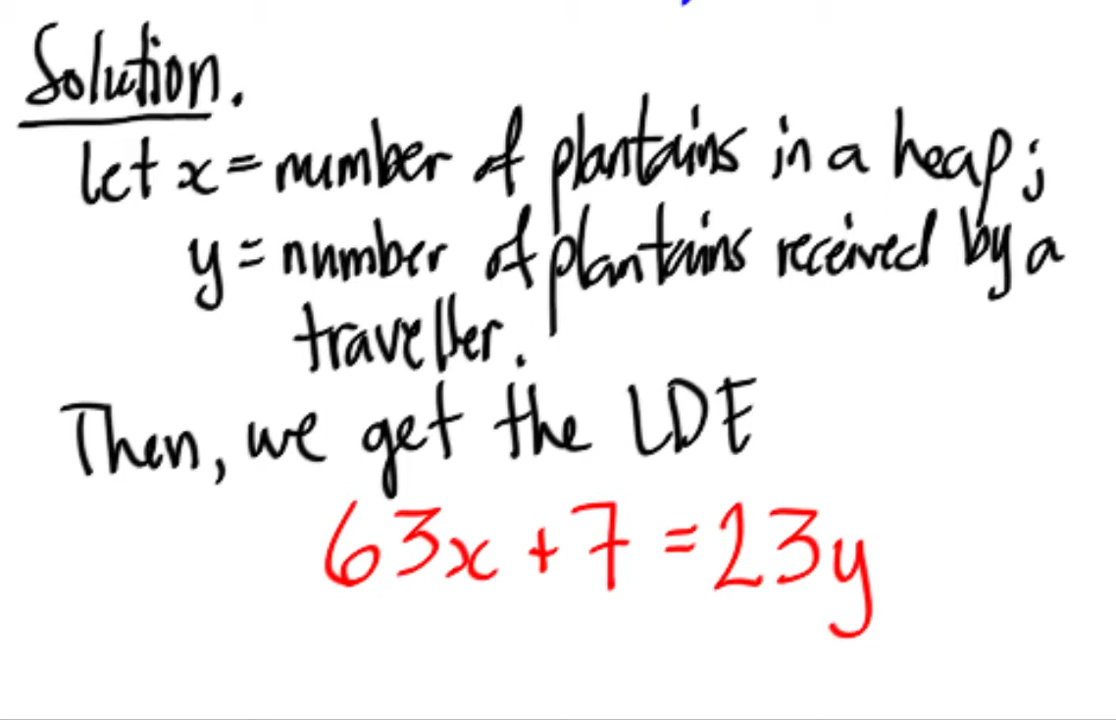 Solution.
let x = number of plantains in a heap;
y = number of plantains received by a
traveller.
Then, we get the LDE
63x + 7 = 23y